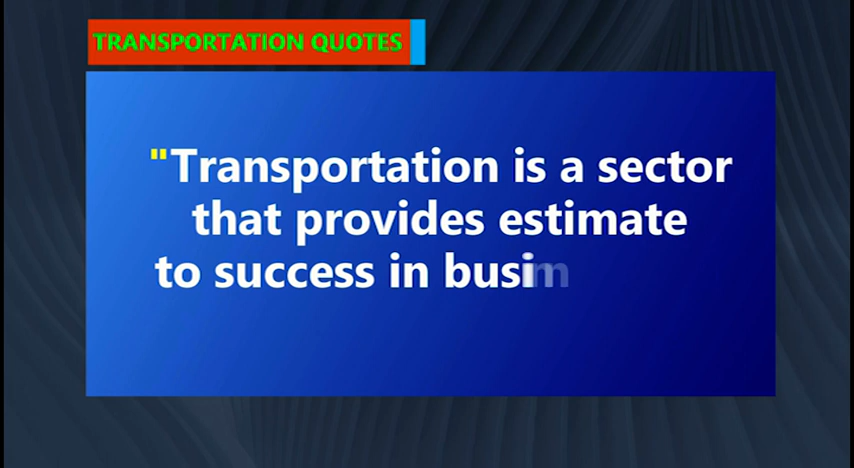 TRANSPORTATION QUOTES
"Transportation is a sector
that provides estimate
to success in busi